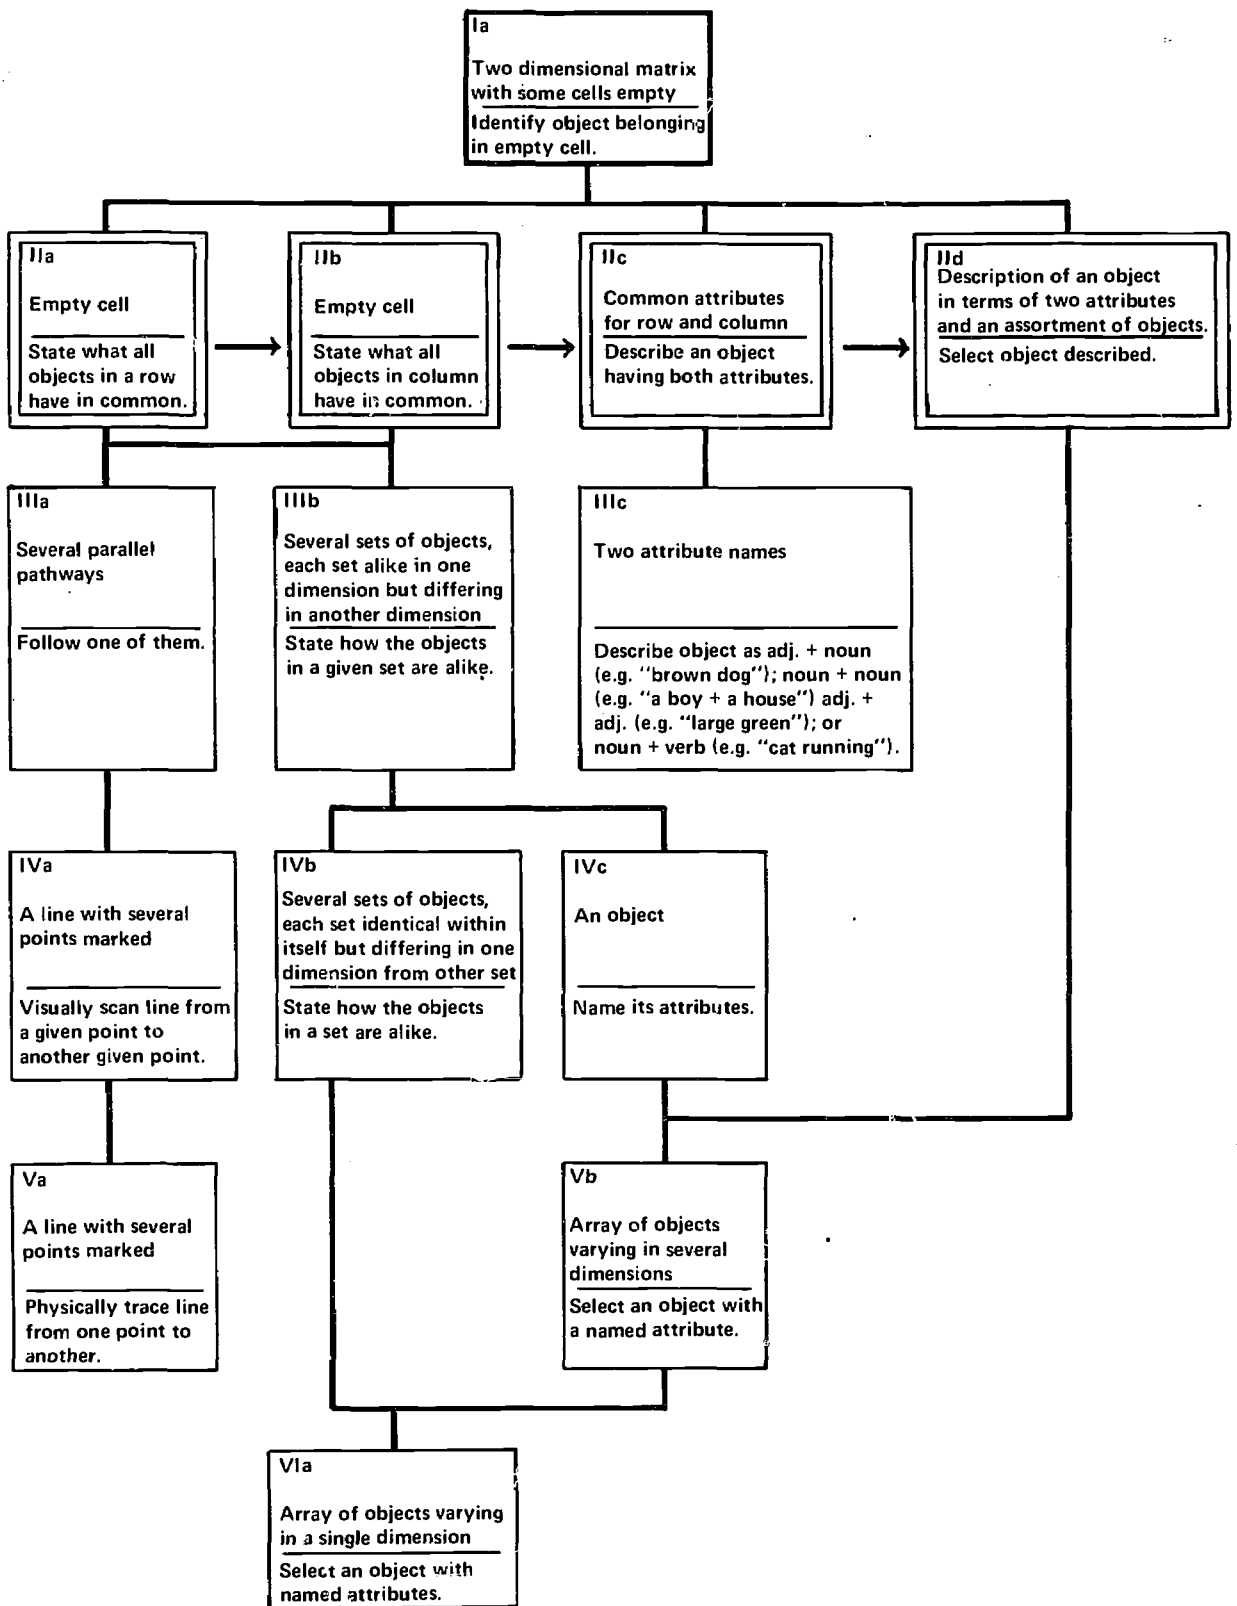 Ia
Two dimensional matrix
with some cells empty
Identify object belonging
in empty cell.
IIa
Empty cell
State what all
objects in a row
have in common.
IIb
Empty cell
State what all
objects in column
have in common.
IIc
Common attributes
for row and column
Describe an object
having both attributes.
IId
Description of an object
in terms of two attributes
and an assortment of objects.
Select object described.
IIIa
Several parallel
pathways
Follow one of them.
IIIb
Several sets of objects,
each set alike in one
dimension but differing
in another dimension
State how the objects
in a given set are alike.
IIIc
Two attribute names
Describe object as adj. + noun
(e.g. "brown dog"); noun + noun
(e.g. "a boy + a house") adj. +
adj. (e.g. "large green"); or
noun + verb (e.g. "cat running").
IVa
A line with several
points marked
Visually scan line from
a given point to
another given point.
IVb
Several sets of objects,
each set identical within
itself but differing in one
dimension from other set
State how the objects
in a set are alike.
IVc
An object
Name its attributes.
Va
A line with several
points marked
Physically trace line
from one point to
another.
Vb
Array of objects
varying in several
dimensions
Select an object with
a named attribute.
VIa
Array of objects varying
in a single dimension
Select an object with
named attributes.